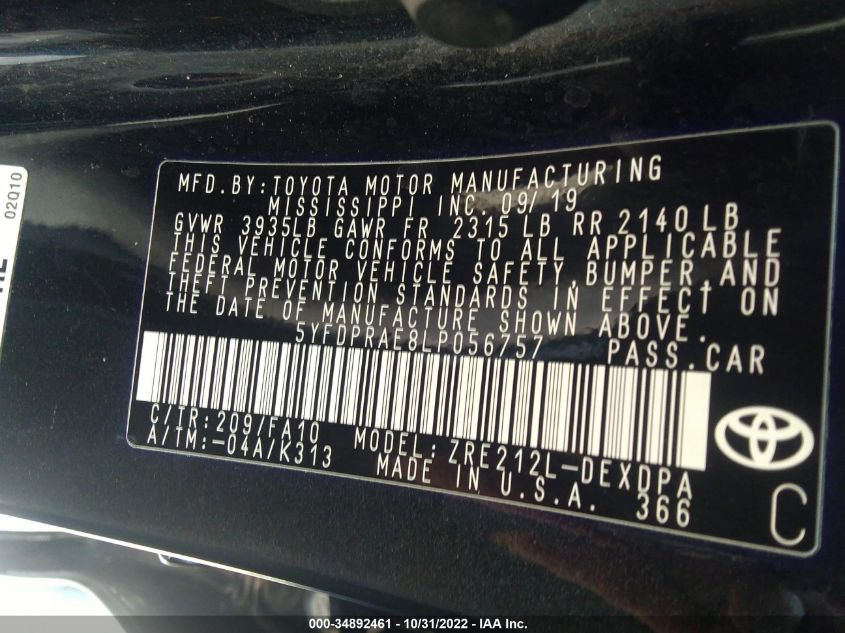 02Q10
MFD.BY:TOYOTA MOTOR MANUFACTURING
MISSISSIPPI INC. 09/19
GVWR 3935LB GAWR FR 2315 LB RR 2140 LB
THIS VEHICLE CONFORMS TO ALL APPLICABLE
FEDERAL MOTOR VEHICLE SAFETY,BUMPER,AND
THEFT PREVENTION STANDARDS IN EFFECT ON
THE DATE OF MANUFACTURE SHOWN ABOVE.
5YFDPRAE8LP056757 PASS.CAR
C/TR:209/FA10 MODEL:ZRE212L-DEXDPA
A/TM:-04A/K313 MADE IN U.S.A. 366
C
000-34892461 - 10/31/2022 - IAA Inc.